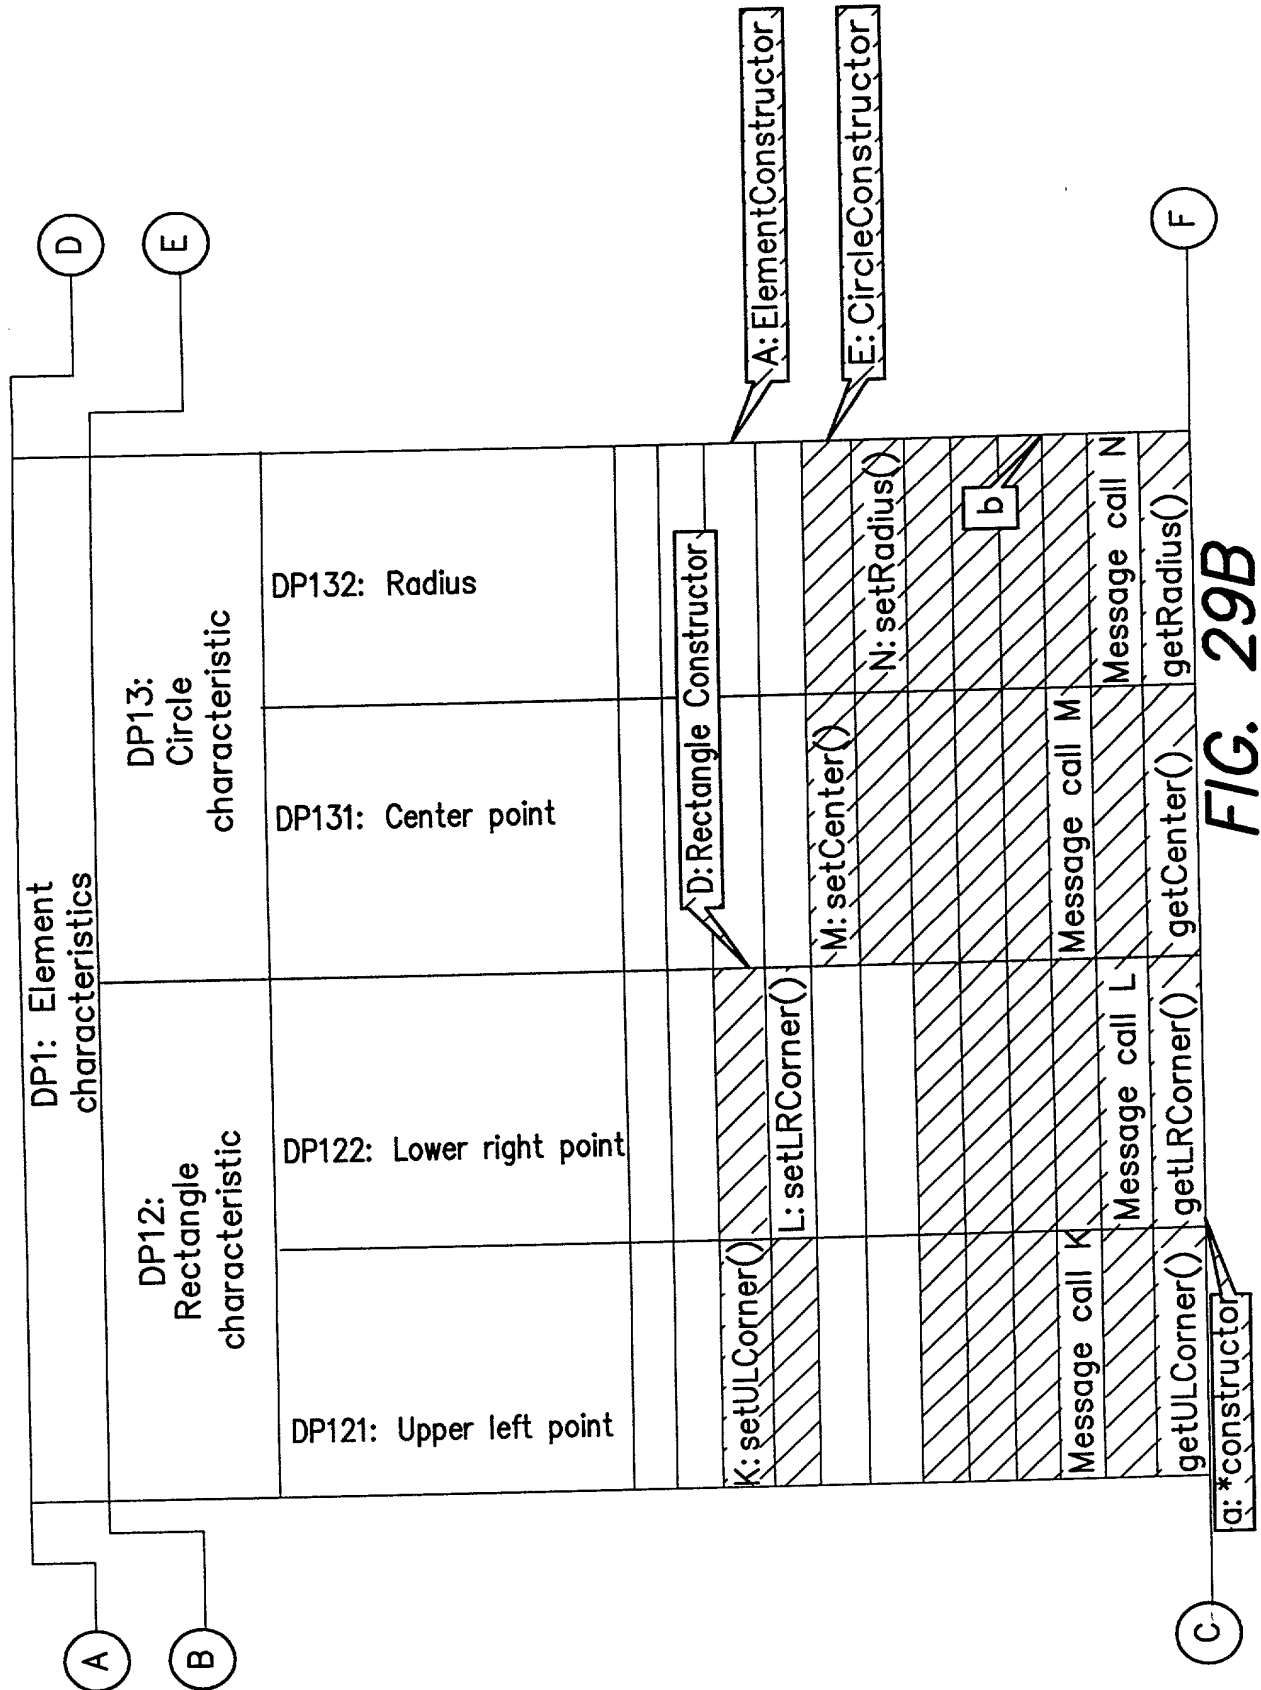 DP1: Element
characteristics
DP12:
Rectangle
characteristic
DP13:
Circle
characteristic
DP121: Upper left point
DP122: Lower right point
DP131: Center point
DP132: Radius
K: setULCorner()
L: setLRCorner()
M: setCenter()
N: setRadius()
D: Rectangle Constructor
A: ElementConstructor
E: CircleConstructor
b
Message call K
Message call L
Message call M
Message call N
getULCorner()
getLRCorner()
getCenter()
getRadius()
a: *constructor
A
B
C
D
E
F
FIG. 29B